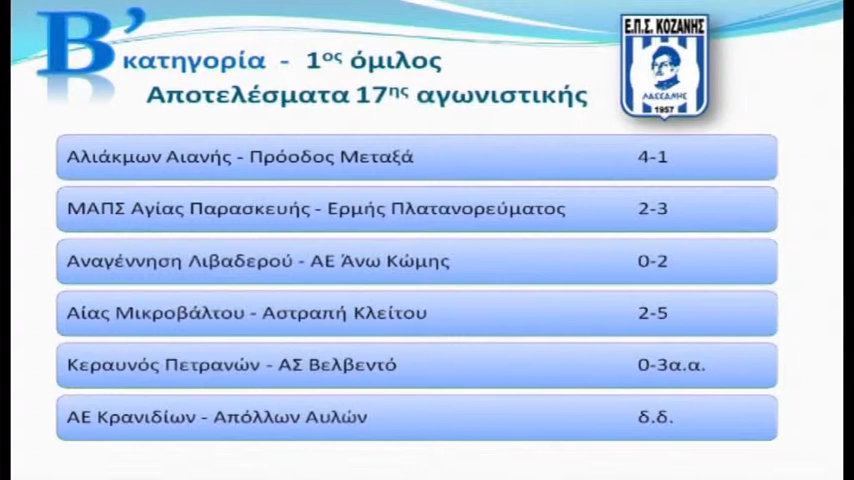 Β’ κατηγορία - 1ος όμιλος
Αποτελέσματα 17ης αγωνιστικής
Ε.Π.Σ. ΚΟΖΑΝΗΣ
ΛΑΣΣΑΝΗΣ
1957
Αλιάκμων Αιανής - Πρόοδος Μεταξά 4-1
ΜΑΠΣ Αγίας Παρασκευής - Ερμής Πλατανορεύματος 2-3
Αναγέννηση Λιβαδερού - ΑΕ Άνω Κώμης 0-2
Αίας Μικροβάλτου - Αστραπή Κλείτου 2-5
Κεραυνός Πετρανών - ΑΣ Βελβεντό 0-3α.α.
ΑΕ Κρανιδίων - Απόλλων Αυλών δ.δ.